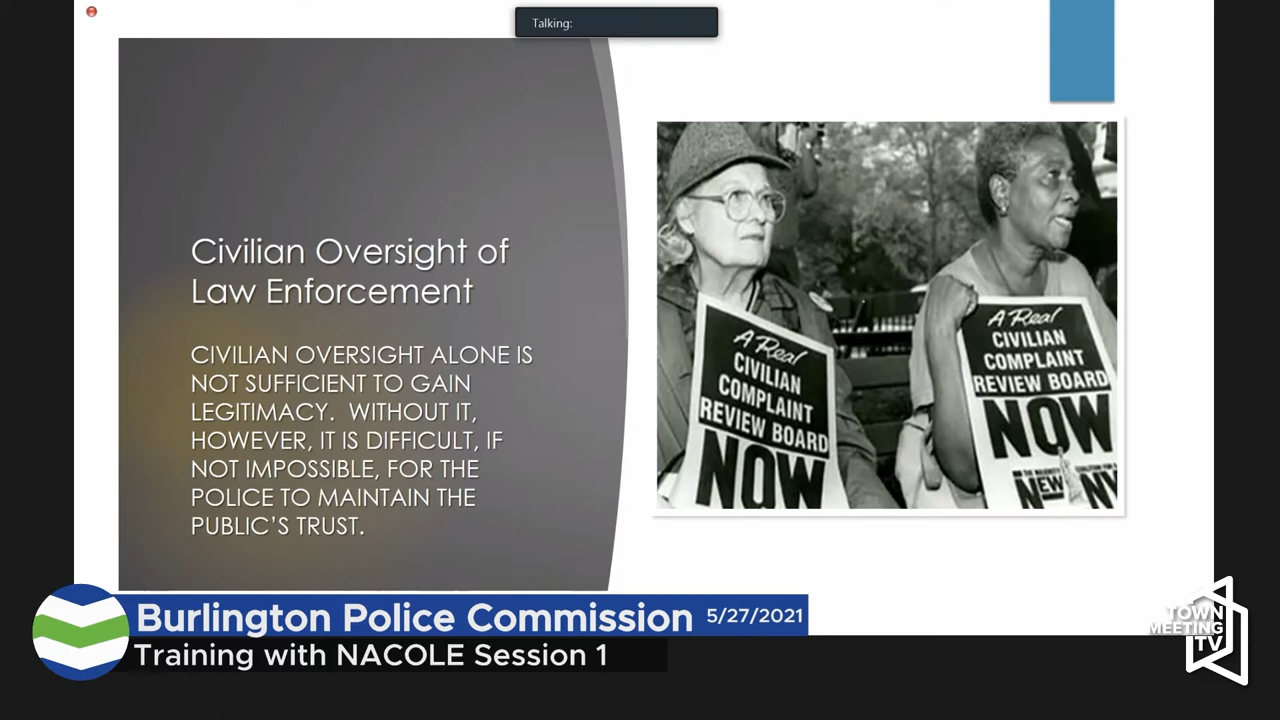 Talking:
Civilian Oversight of
Law Enforcement
CIVILIAN OVERSIGHT ALONE IS
NOT SUFFICIENT TO GAIN
LEGITIMACY. WITHOUT IT,
HOWEVER, IT IS DIFFICULT, IF
NOT IMPOSSIBLE, FOR THE
POLICE TO MAINTAIN THE
PUBLIC'S TRUST.
A Real
CIVILIAN
COMPLAINT
REVIEW BOARD
NOW
A Real
CIVILIAN
COMPLAINT
REVIEW BOARD
NOW
NEW NY
Burlington Police Commission 5/27/2021
Training with NACOLE Session 1
TOWN
MEETING
TV